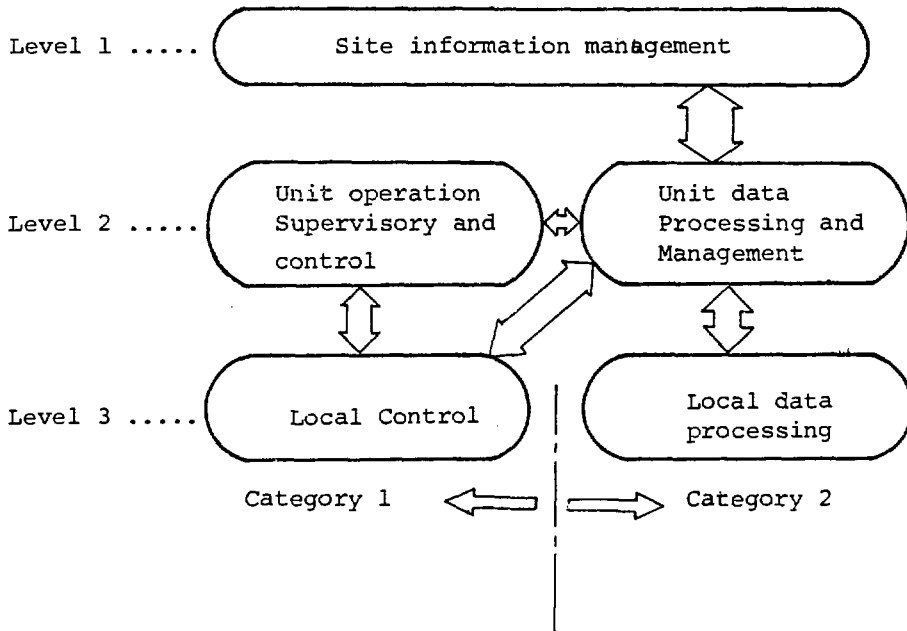 Level 1 .....
Site information management
Level 2 .....
Unit operation
Supervisory and
control
Unit data
Processing and
Management
Level 3 .....
Local Control
Local data
processing
Category 1
Category 2